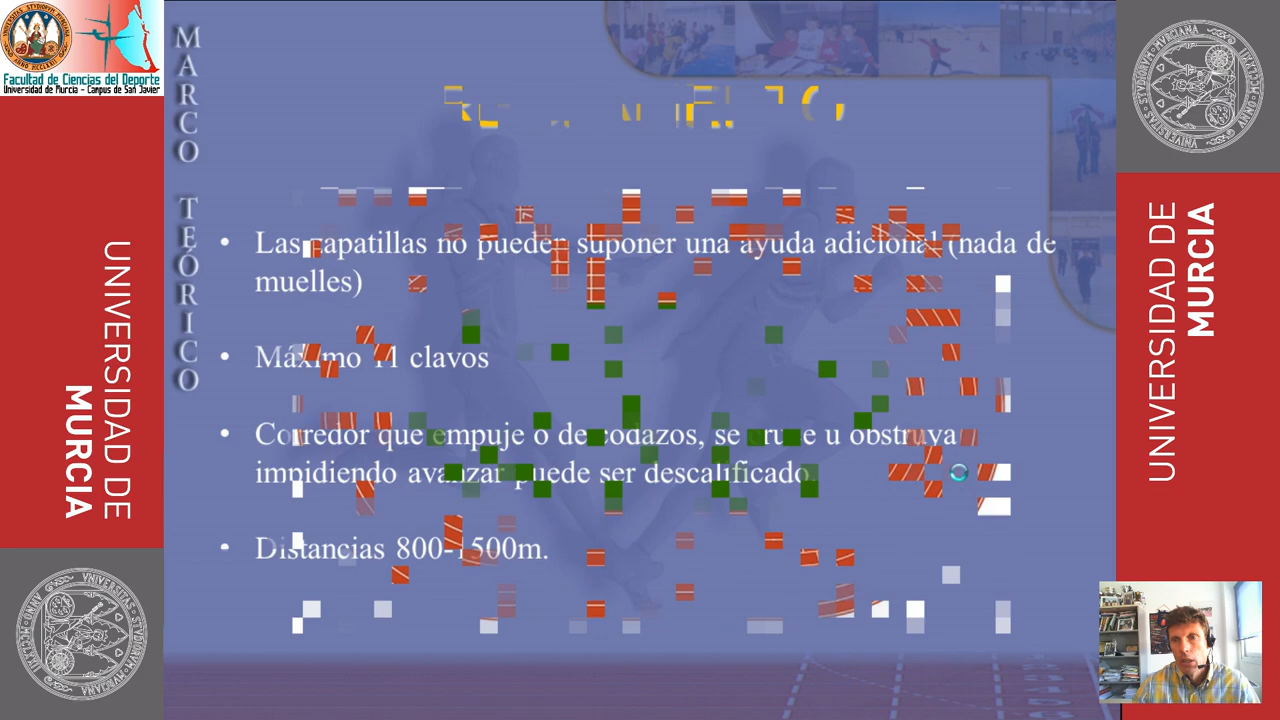 Facultad de Ciencias del Deporte
Universidad de Murcia - Campus de San Javier
MARCO TEÓRICO
• Las zapatillas no pueden suponer una ayuda adicional (nada de
muelles)
• Máximo 11 clavos
• Corredor que empuje o de codazos, se cruce u obstruya
impidiendo avanzar puede ser descalificado.
• Distancias 800-1500m.
UNIVERSIDAD DE
MURCIA
UNIVERSIDAD DE
MURCIA